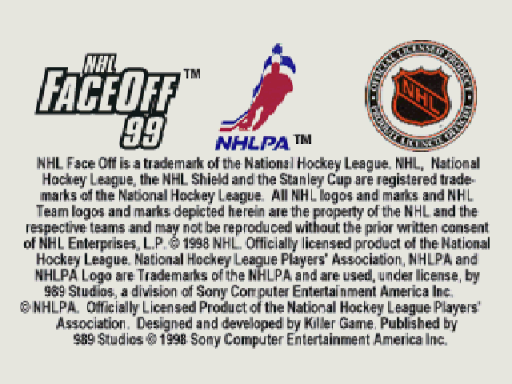 NHL
FACEOFF TM
99
NHLPA TM
OFFICIAL LICENSED PRODUCT
NHL
NHL Face Off is a trademark of the National Hockey League. NHL, National
Hockey League, the NHL Shield and the Stanley Cup are registered trade-
marks of the National Hockey League. All NHL logos and marks and NHL
Team logos and marks depicted herein are the property of the NHL and the
respective teams and may not be reproduced without the prior written consent
of NHL Enterprises, L.P. © 1998 NHL. Officially licensed product of the National
Hockey League. National Hockey League Players' Association, NHLPA and
NHLPA Logo are Trademarks of the NHLPA and are used, under license, by
989 Studios, a division of Sony Computer Entertainment America Inc.
© NHLPA. Officially Licensed Product of the National Hockey League Players'
Association. Designed and developed by Killer Game. Published by
989 Studios © 1998 Sony Computer Entertainment America Inc.